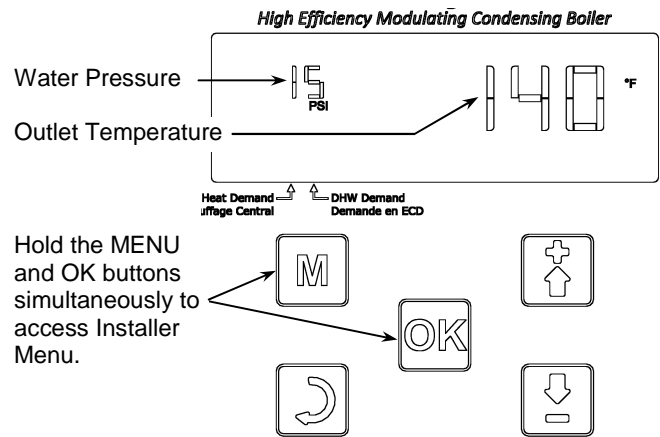 High Efficiency Modulating Condensing Boiler
Water Pressure
15
PSI
140
°F
Outlet Temperature
Heat Demand
DHW Demand
uffage Central
Demande en ECD
Hold the MENU
and OK buttons
simultaneously to
access Installer
Menu.
M
OK